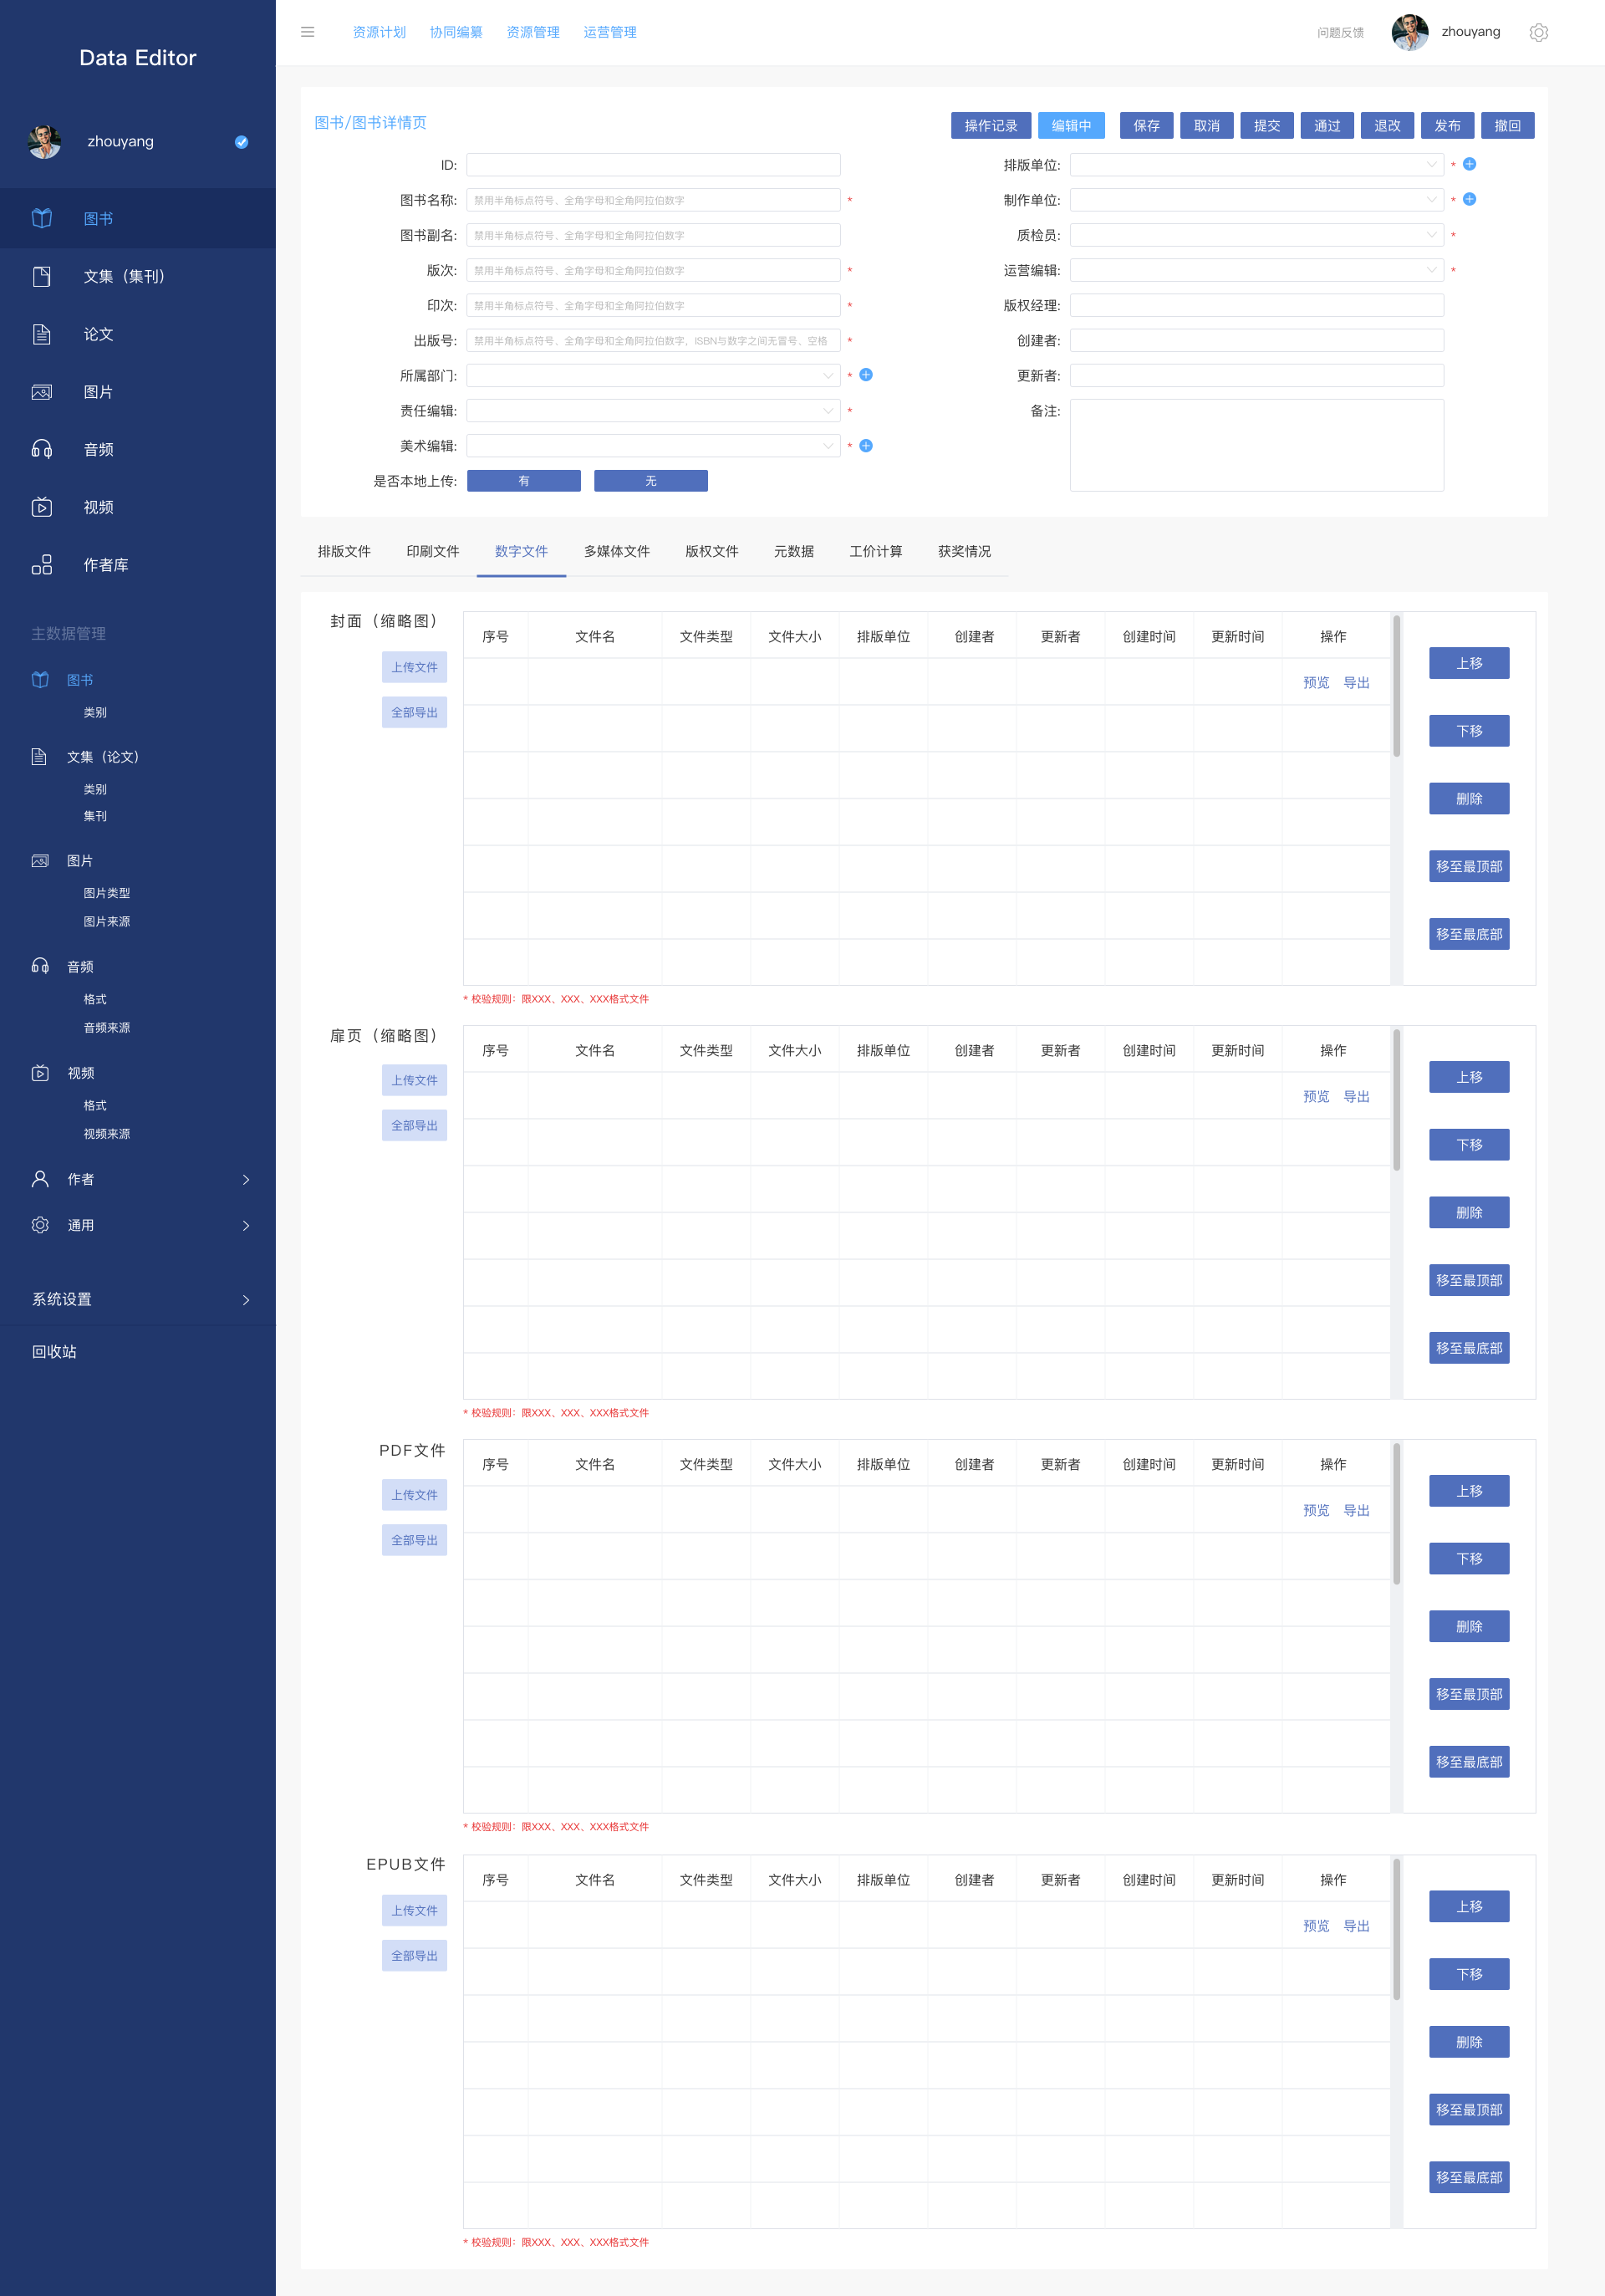 Data Editor
zhouyang
图书
文集（集刊）
论文
图片
音频
视频
作者库
主数据管理
图书
类别
文集（论文）
类别
集刊
图片
图片类型
图片来源
音频
格式
音频来源
视频
格式
视频来源
作者
通用
系统设置
回收站
资源计划 协同编纂 资源管理 运营管理 问题反馈 zhouyang
图书/图书详情页 操作记录 编辑中 保存 取消 提交 通过 退改 发布 撤回
ID: 排版单位: *
图书名称: 禁用半角标点符号、全角字母和全角阿拉伯数字 * 制作单位: *
图书副名: 禁用半角标点符号、全角字母和全角阿拉伯数字 质检员: *
版次: 禁用半角标点符号、全角字母和全角阿拉伯数字 * 运营编辑: *
印次: 禁用半角标点符号、全角字母和全角阿拉伯数字 * 版权经理:
出版号: 禁用半角标点符号、全角字母和全角阿拉伯数字，ISBN与数字之间无冒号、空格 * 创建者:
所属部门: * 更新者:
责任编辑: * 备注:
美术编辑: *
是否本地上传: 有 无
排版文件 印刷文件 数字文件 多媒体文件 版权文件 元数据 工价计算 获奖情况
封面（缩略图）
上传文件
全部导出
序号 文件名 文件类型 文件大小 排版单位 创建者 更新者 创建时间 更新时间 操作
预览 导出
上移
下移
删除
移至最顶部
移至最底部
* 校验规则：限XXX、XXX、XXX格式文件
扉页（缩略图）
上传文件
全部导出
序号 文件名 文件类型 文件大小 排版单位 创建者 更新者 创建时间 更新时间 操作
预览 导出
上移
下移
删除
移至最顶部
移至最底部
* 校验规则：限XXX、XXX、XXX格式文件
PDF文件
上传文件
全部导出
序号 文件名 文件类型 文件大小 排版单位 创建者 更新者 创建时间 更新时间 操作
预览 导出
上移
下移
删除
移至最顶部
移至最底部
* 校验规则：限XXX、XXX、XXX格式文件
EPUB文件
上传文件
全部导出
序号 文件名 文件类型 文件大小 排版单位 创建者 更新者 创建时间 更新时间 操作
预览 导出
上移
下移
删除
移至最顶部
移至最底部
* 校验规则：限XXX、XXX、XXX格式文件